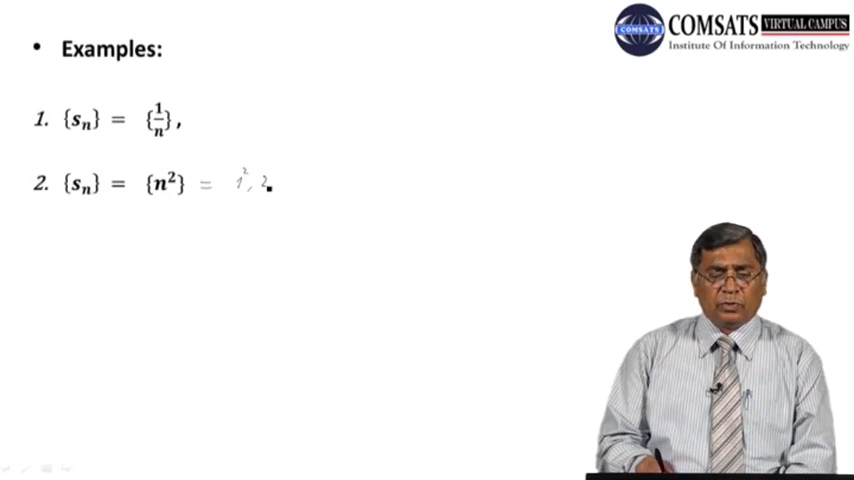 COMSATS VIRTUAL CAMPUS
COMSATS Institute Of Information Technology
• Examples:
1. {sₙ} = {1/n},
2. {sₙ} = {n²} = 1², 2